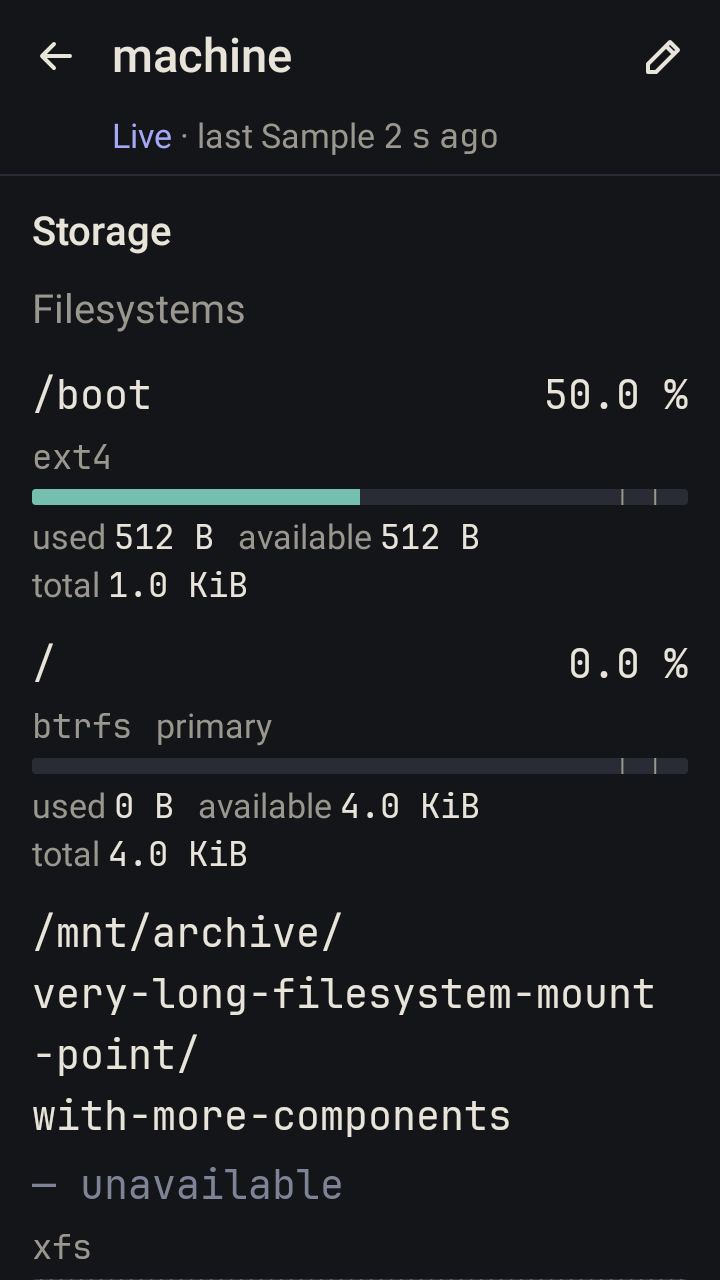 machine
Live · last Sample 2 s ago
Storage
Filesystems
/boot 50.0 %
ext4
used 512 B available 512 B
total 1.0 KiB
/ 0.0 %
btrfs primary
used 0 B available 4.0 KiB
total 4.0 KiB
/mnt/archive/
very-long-filesystem-mount
-point/
with-more-components
— unavailable
xfs